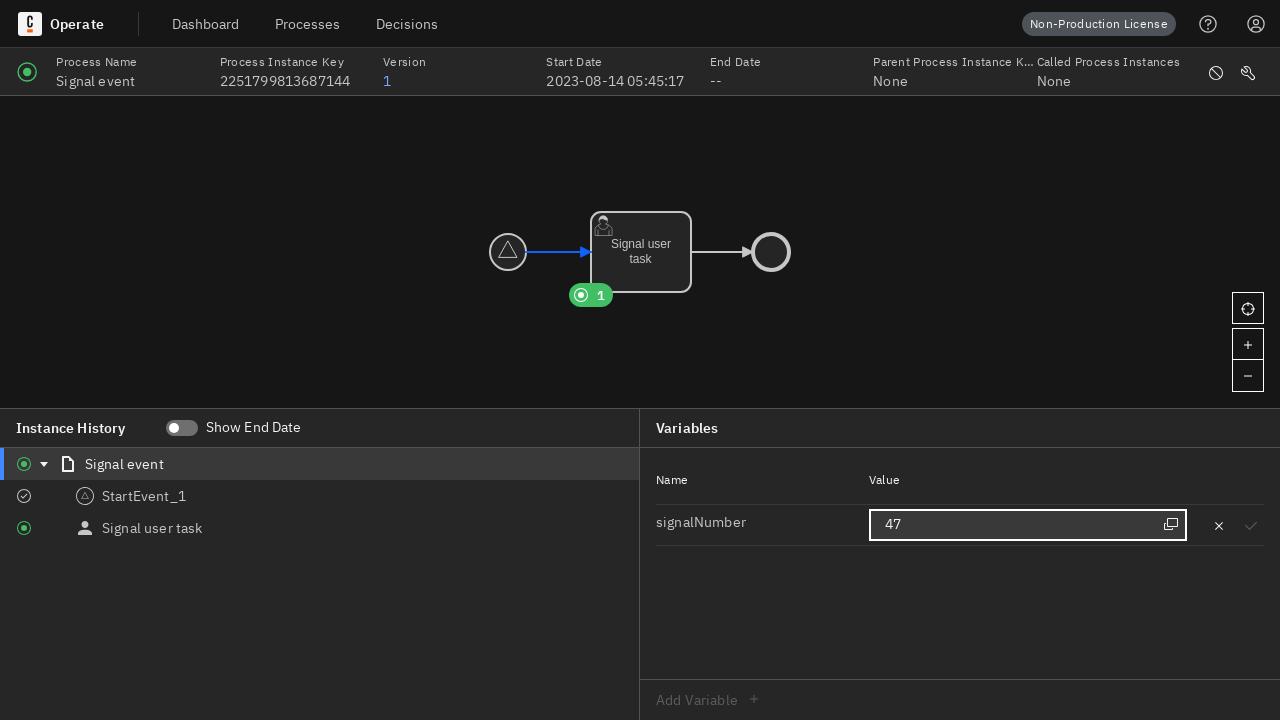 Operate
Dashboard
Processes
Decisions
Non-Production License
Process Name
Signal event
Process Instance Key
2251799813687144
Version
1
Start Date
2023-08-14 05:45:17
End Date
--
Parent Process Instance K...
None
Called Process Instances
None
Signal user
task
1
Instance History
Show End Date
Signal event
StartEvent_1
Signal user task
Variables
Name
Value
signalNumber
47
Add Variable